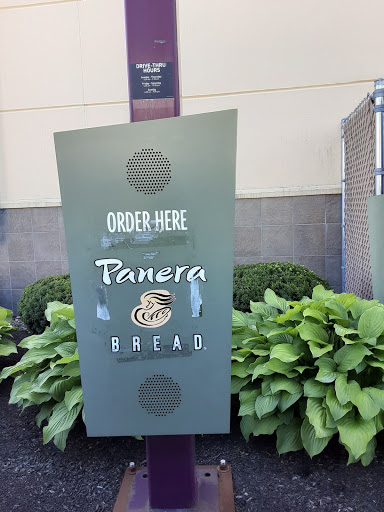 DRIVE-THRU
HOURS
ORDER HERE
Panera
BREAD